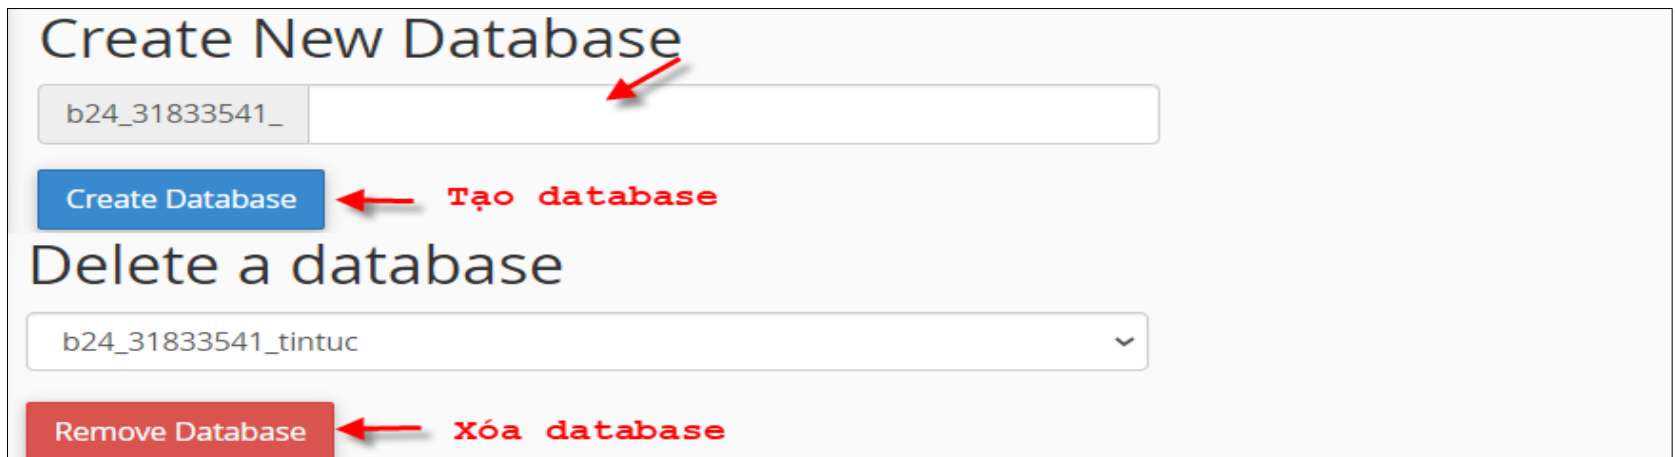 Create New Database
b24_31833541_
Create Database Tạo database
Delete a database
b24_31833541_tintuc
Remove Database Xóa database